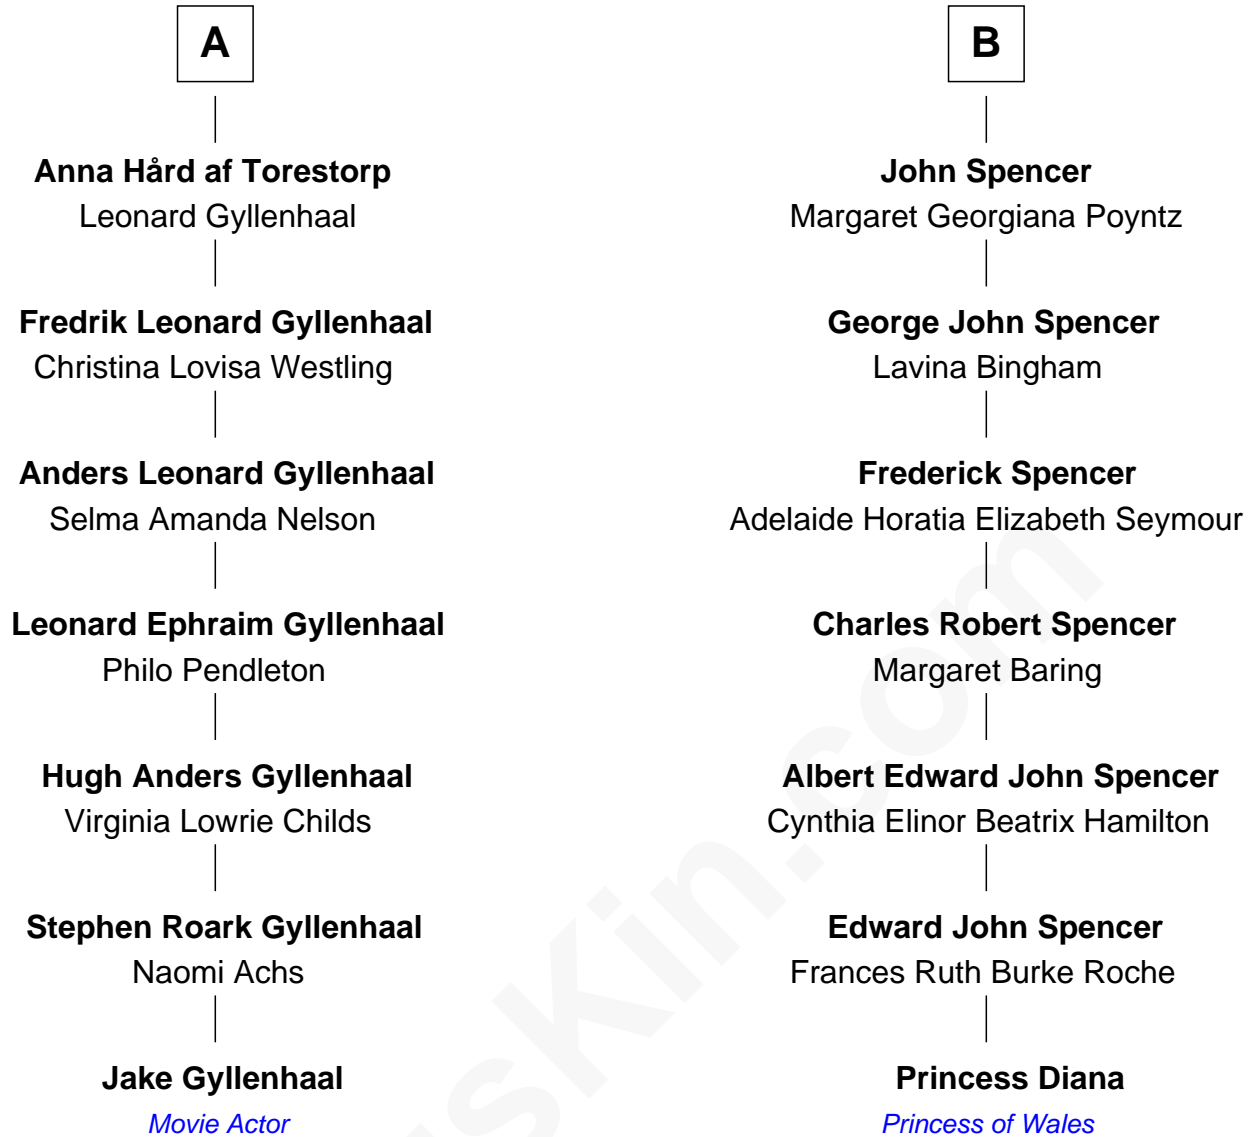 A
Anna Hård af Torestorp
Leonard Gyllenhaal
Fredrik Leonard Gyllenhaal
Christina Lovisa Westling
Anders Leonard Gyllenhaal
Selma Amanda Nelson
Leonard Ephraim Gyllenhaal
Philo Pendleton
Hugh Anders Gyllenhaal
Virginia Lowrie Childs
Stephen Roark Gyllenhaal
Naomi Achs
Jake Gyllenhaal
Movie Actor
B
John Spencer
Margaret Georgiana Poyntz
George John Spencer
Lavina Bingham
Frederick Spencer
Adelaide Horatia Elizabeth Seymour
Charles Robert Spencer
Margaret Baring
Albert Edward John Spencer
Cynthia Elinor Beatrix Hamilton
Edward John Spencer
Frances Ruth Burke Roche
Princess Diana
Princess of Wales